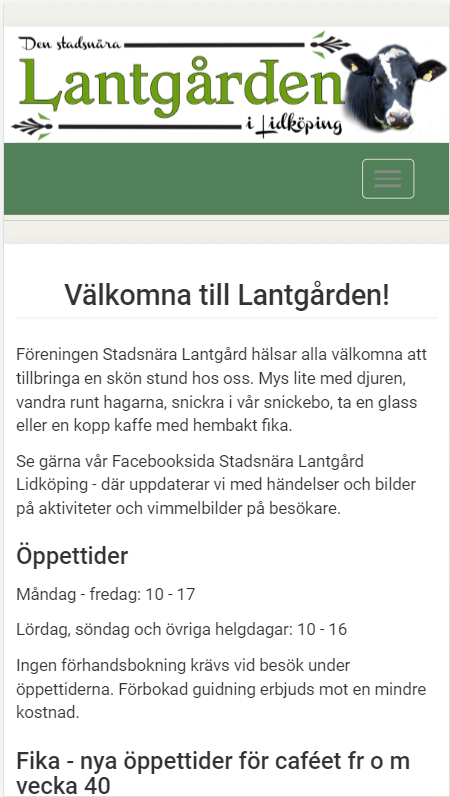 Den stadsnära
Lantgården
i Lidköping
Välkomna till Lantgården!
Föreningen Stadsnära Lantgård hälsar alla välkomna att
tillbringa en skön stund hos oss. Mys lite med djuren,
vandra runt hagarna, snickra i vår snickebo, ta en glass
eller en kopp kaffe med hembakt fika.
Se gärna vår Facebooksida Stadsnära Lantgård
Lidköping - där uppdaterar vi med händelser och bilder
på aktiviteter och vimmelbilder på besökare.
Öppettider
Måndag - fredag: 10 - 17
Lördag, söndag och övriga helgdagar: 10 - 16
Ingen förhandsbokning krävs vid besök under
öppettiderna. Förbokad guidning erbjuds mot en mindre
kostnad.
Fika - nya öppettider för caféet fr o m
vecka 40